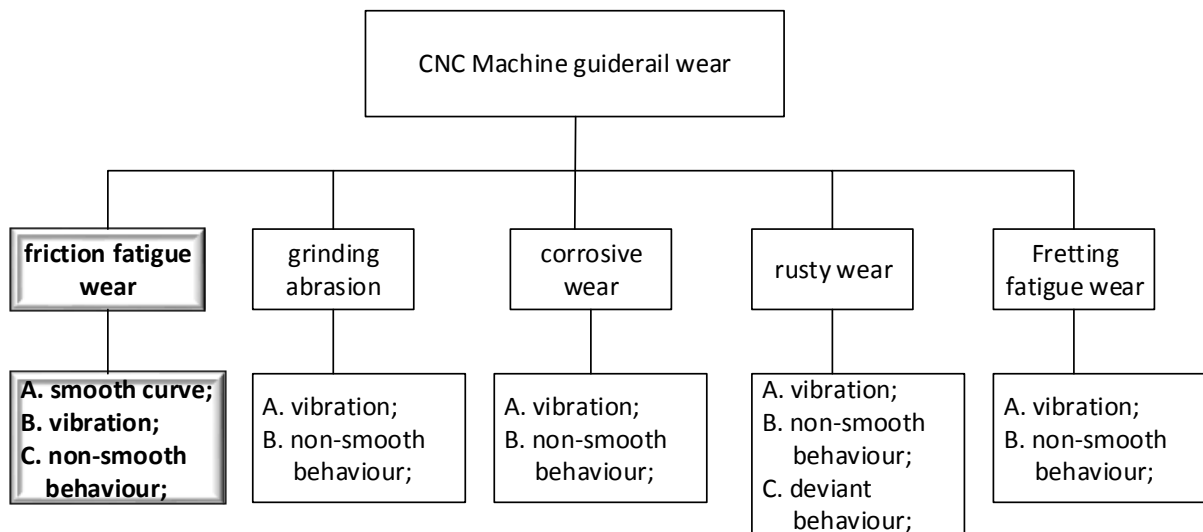 CNC Machine guiderail wear
friction fatigue
wear
grinding
abrasion
corrosive
wear
rusty wear
Fretting
fatigue wear
A. smooth curve;
B. vibration;
C. non-smooth
behaviour;
A. vibration;
B. non-smooth
behaviour;
A. vibration;
B. non-smooth
behaviour;
A. vibration;
B. non-smooth
behaviour;
C. deviant
behaviour;
A. vibration;
B. non-smooth
behaviour;